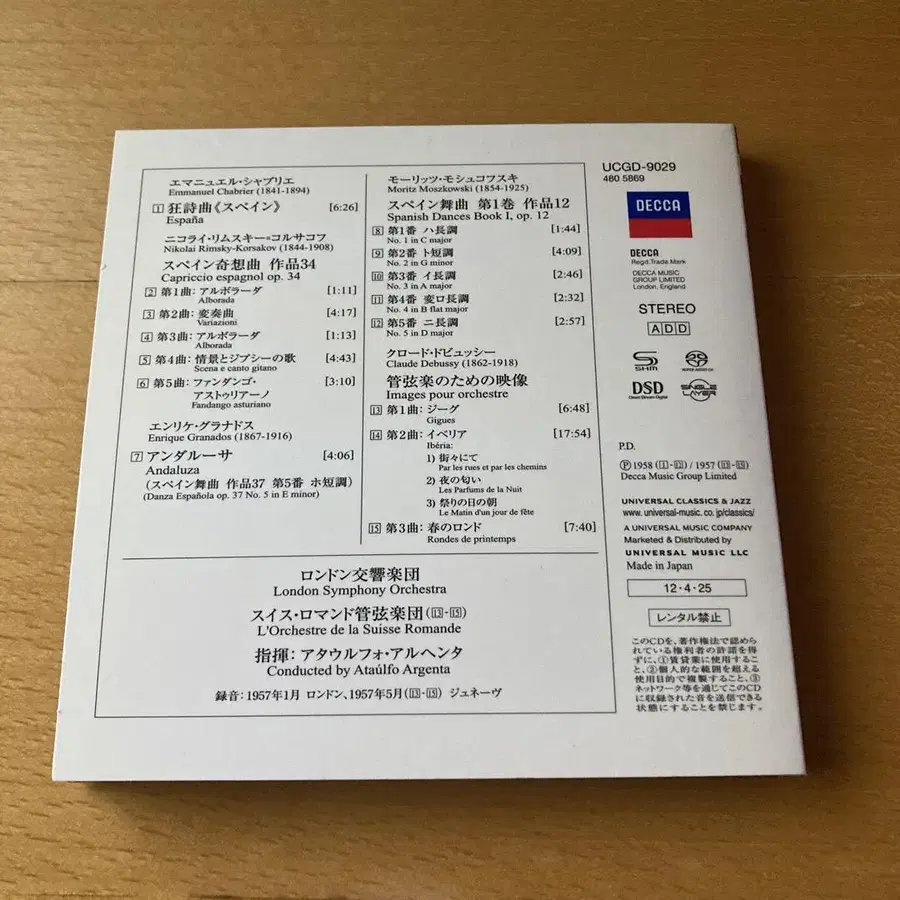 エマニュエル・シャブリエ
Emmanuel Chabrier (1841-1894)
1 狂詩曲《スペイン》 [6:26]
España
ニコライ・リムスキー=コルサコフ
Nikolai Rimsky-Korsakov (1844-1908)
スペイン奇想曲 作品34
Capriccio espagnol op. 34
2 第1曲: アルボラーダ [1:11]
Alborada
3 第2曲: 変奏曲 [4:17]
Variazioni
4 第3曲: アルボラーダ [1:13]
Alborada
5 第4曲: 情景とジプシーの歌 [4:43]
Scena e canto gitano
6 第5曲: ファンダンゴ・ [3:10]
アストゥリアーノ
Fandango asturiano
エンリケ・グラナドス
Enrique Granados (1867-1916)
7 アンダルーサ [4:06]
Andaluza
(スペイン舞曲 作品37 第5番 ホ短調)
(Danza Española op. 37 No. 5 in E minor)
モーリッツ・モシュコフスキ
Moritz Moszkowski (1854-1925)
スペイン舞曲 第1巻 作品12
Spanish Dances Book I, op. 12
8 第1番 ハ長調 [1:44]
No. 1 in C major
9 第2番 ト短調 [4:09]
No. 2 in G minor
10 第3番 イ長調 [2:46]
No. 3 in A major
11 第4番 変ロ長調 [2:32]
No. 4 in B flat major
12 第5番 ニ長調 [2:57]
No. 5 in D major
クロード・ドビュッシー
Claude Debussy (1862-1918)
管弦楽のための映像
Images pour orchestre
13 第1曲: ジーグ [6:48]
Gigues
14 第2曲: イベリア [17:54]
Ibéria:
1) 街々にて
Par les rues et par les chemins
2) 夜の匂い
Les Parfums de la Nuit
3) 祭りの日の朝
Le Matin d'un jour de fête
15 第3曲: 春のロンド [7:40]
Rondes de printemps
ロンドン交響楽団
London Symphony Orchestra
スイス・ロマンド管弦楽団(13-15)
L'Orchestre de la Suisse Romande
指揮: アタウルフォ・アルヘンタ
Conducted by Ataúlfo Argenta
録音: 1957年1月 ロンドン、1957年5月(13-15) ジュネーヴ
UCGD-9029
480 5869
DECCA
DECCA
Regd. Trade Mark
DECCA MUSIC
GROUP LIMITED
London, England
STEREO
ADD
SHM SUPER AUDIO CD
DSD SINGLE LAYER
Direct Stream Digital
P.D.
Ⓟ 1958 (1-12) / 1957 (13-15)
Decca Music Group Limited
UNIVERSAL CLASSICS & JAZZ
www.universal-music.co.jp/classics/
A UNIVERSAL MUSIC COMPANY
Marketed & Distributed by
UNIVERSAL MUSIC LLC
Made in Japan
12・4・25
レンタル禁止
このCDを、著作権法で認めら
れている権利者の許諾を得
ずに、①賃貸業に使用するこ
と、②個人的な範囲を超える
使用目的で複製すること、③
ネットワーク等を通じてこのCD
に収録された音を送信できる
状態にすることを禁じます。